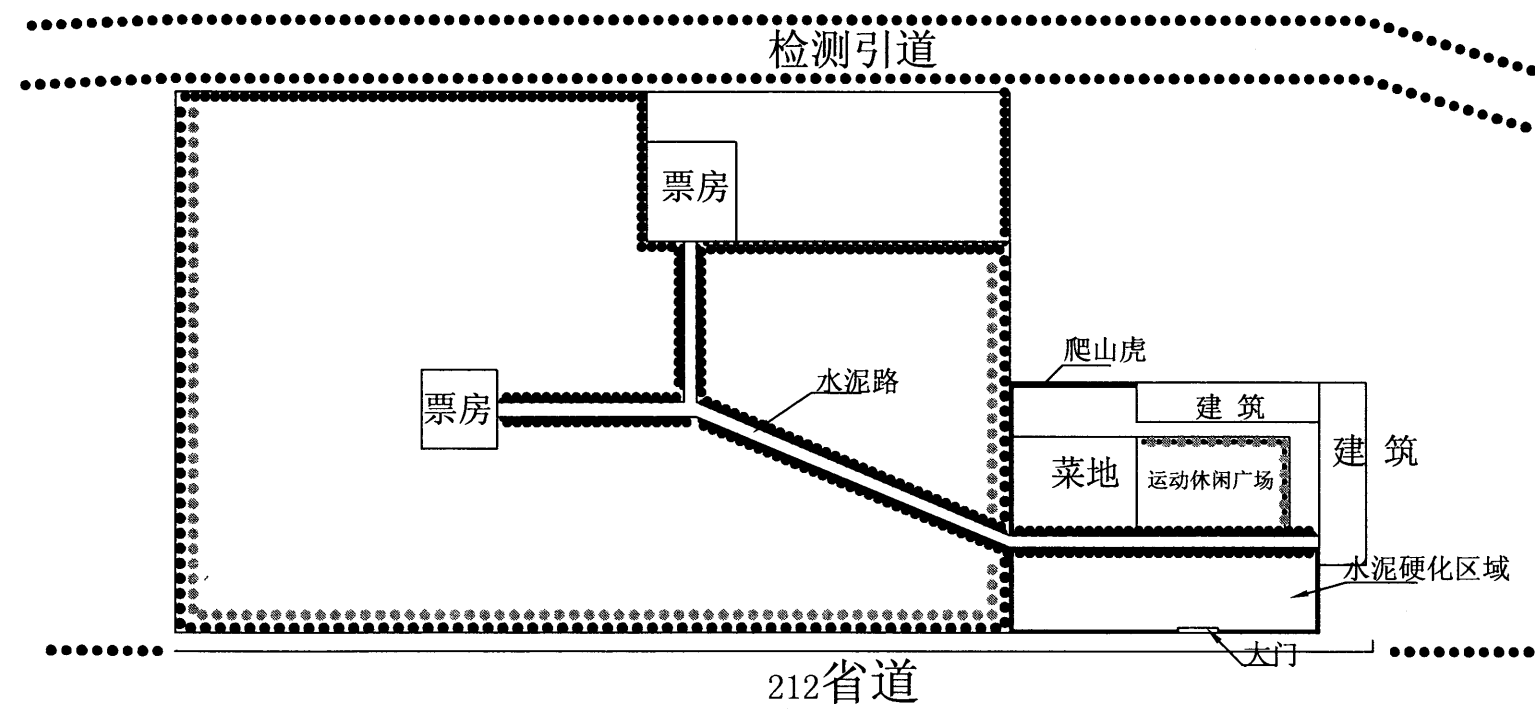 检测引道
票房
爬山虎
水泥路
票房
建 筑
建 筑
菜地
运动休闲广场
水泥硬化区域
大门
212省道